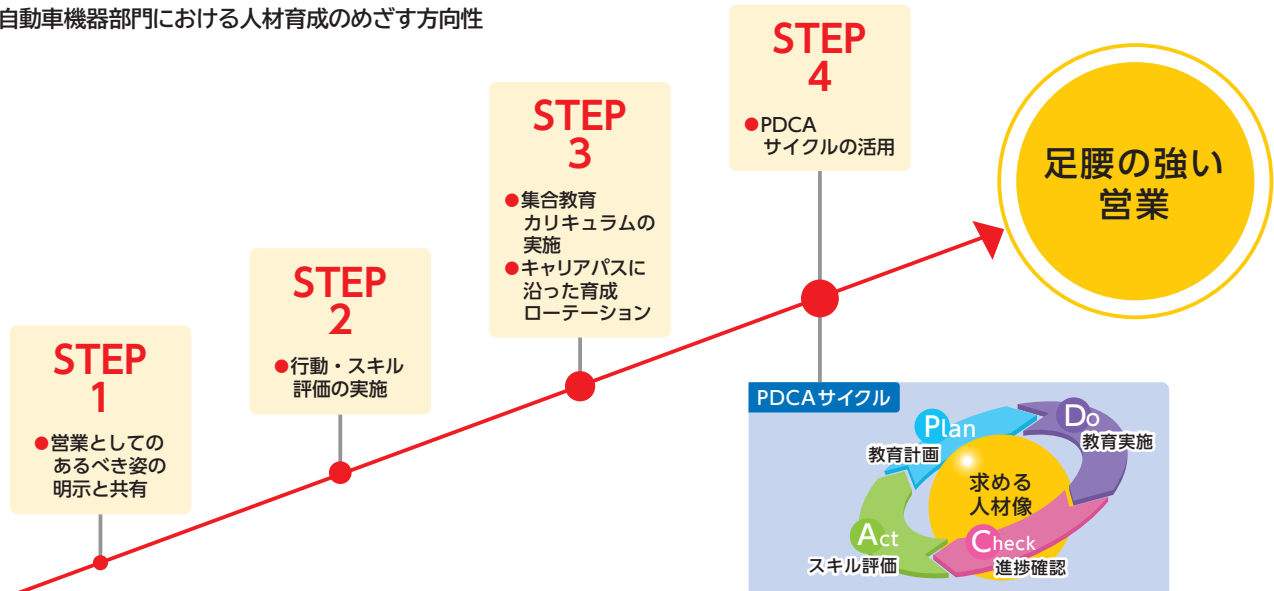 自動車機器部門における人材育成のめざす方向性
STEP
1
●営業としての
あるべき姿の
明示と共有
STEP
2
●行動・スキル
評価の実施
STEP
3
●集合教育
カリキュラムの
実施
●キャリアパスに
沿った育成
ローテーション
STEP
4
●PDCA
サイクルの活用
足腰の強い
営業
PDCAサイクル
Plan
教育計画
Do
教育実施
求める
人材像
Check
進捗確認
Act
スキル評価